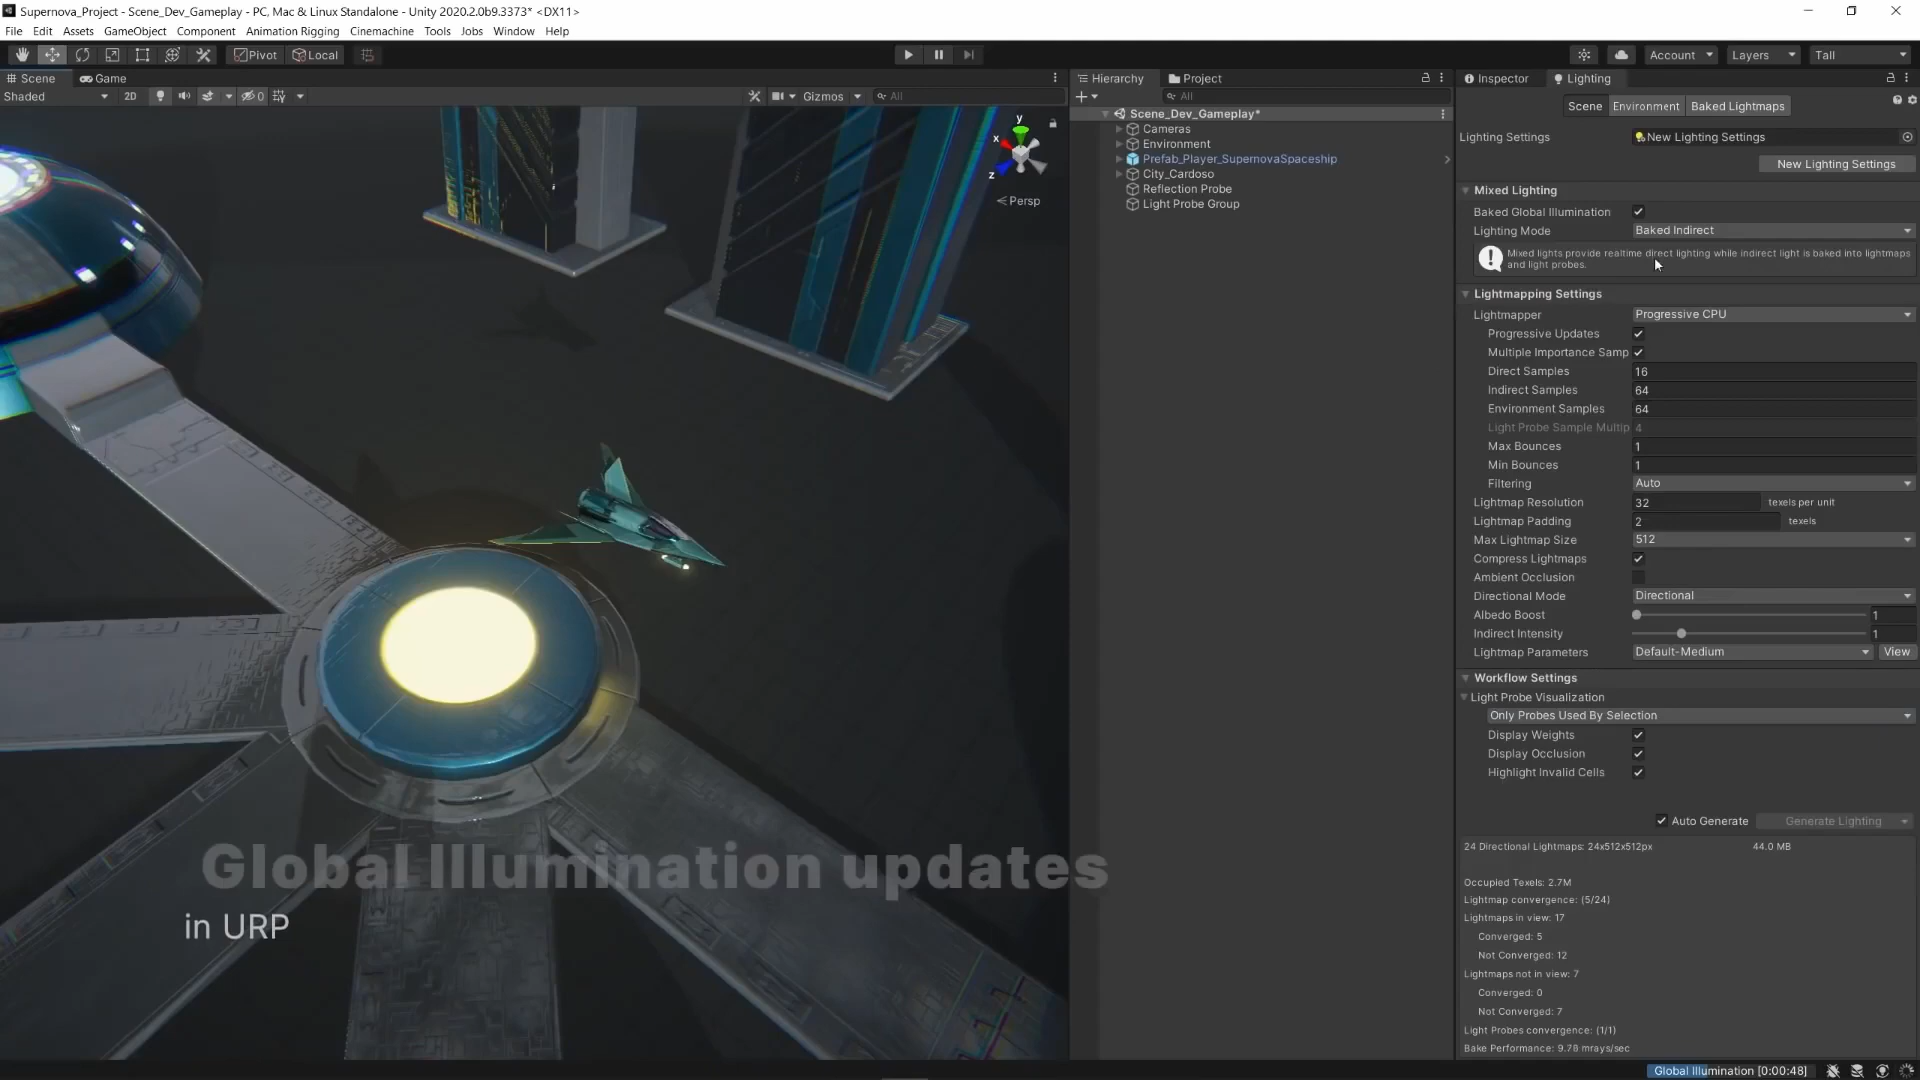 Supernova_Project - Scene_Dev_Gameplay - PC, Mac & Linux Standalone - Unity 2020.2.0b9.3373* <DX11>
File Edit Assets GameObject Component Animation Rigging Cinemachine Tools Jobs Window Help
Pivot Local Account Layers Tall
Scene Game
Shaded 2D 0 Gizmos All
y
x
z
Persp
Global Illumination updates
in URP
Hierarchy Project
All
Scene_Dev_Gameplay*
Cameras
Environment
Prefab_Player_SupernovaSpaceship
City_Cardoso
Reflection Probe
Light Probe Group
Inspector Lighting
Scene Environment Baked Lightmaps
Lighting Settings New Lighting Settings
New Lighting Settings
Mixed Lighting
Baked Global Illumination
Lighting Mode Baked Indirect
Mixed lights provide realtime direct lighting while indirect light is baked into lightmaps
and light probes.
Lightmapping Settings
Lightmapper Progressive CPU
Progressive Updates
Multiple Importance Samp
Direct Samples 16
Indirect Samples 64
Environment Samples 64
Light Probe Sample Multip 4
Max Bounces 1
Min Bounces 1
Filtering Auto
Lightmap Resolution 32 texels per unit
Lightmap Padding 2 texels
Max Lightmap Size 512
Compress Lightmaps
Ambient Occlusion
Directional Mode Directional
Albedo Boost 1
Indirect Intensity 1
Lightmap Parameters Default-Medium View
Workflow Settings
Light Probe Visualization
Only Probes Used By Selection
Display Weights
Display Occlusion
Highlight Invalid Cells
Auto Generate Generate Lighting
24 Directional Lightmaps: 24x512x512px 44.0 MB
Occupied Texels: 2.7M
Lightmap convergence: (5/24)
Lightmaps in view: 17
Converged: 5
Not Converged: 12
Lightmaps not in view: 7
Converged: 0
Not Converged: 7
Light Probes convergence: (1/1)
Bake Performance: 9.78 mrays/sec
Global Illumination [0:00:48]